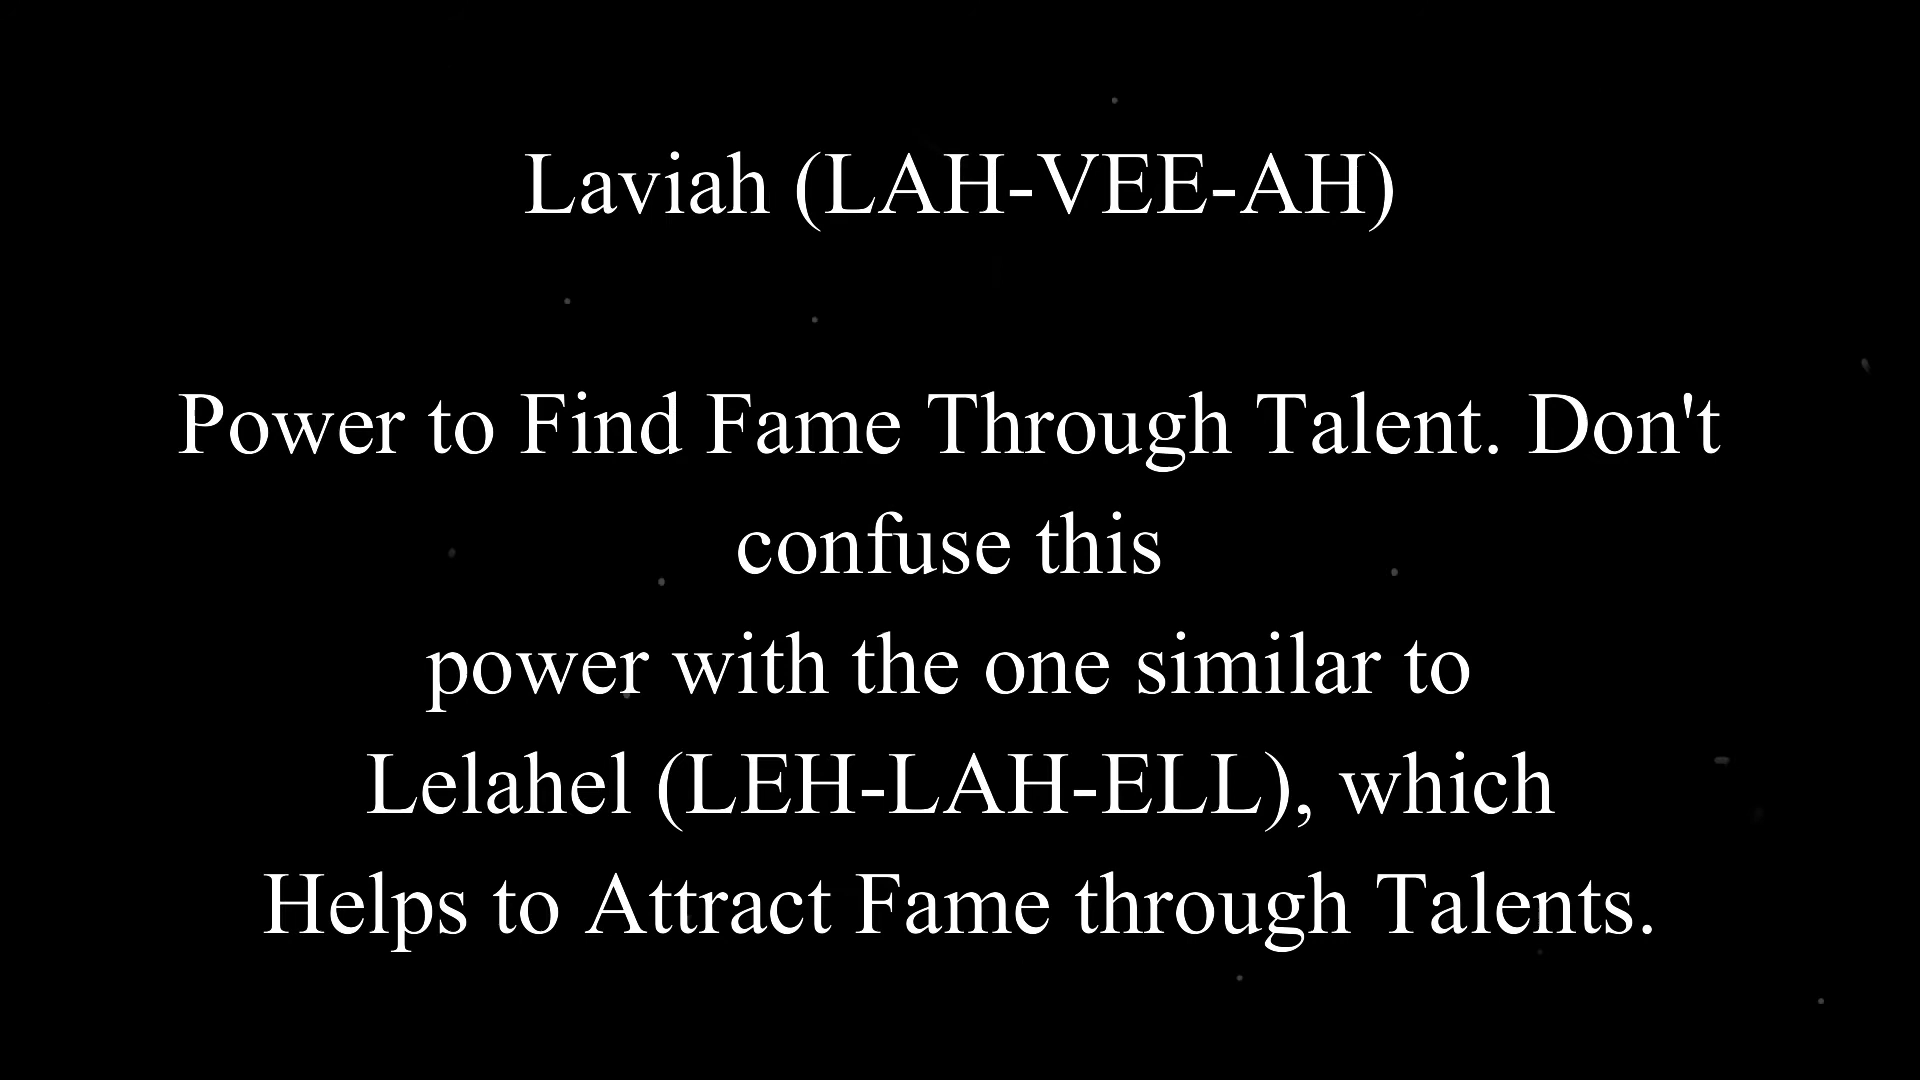 Laviah (LAH-VEE-AH)
Power to Find Fame Through Talent. Don't
confuse this
power with the one similar to
Lelahel (LEH-LAH-ELL), which
Helps to Attract Fame through Talents.